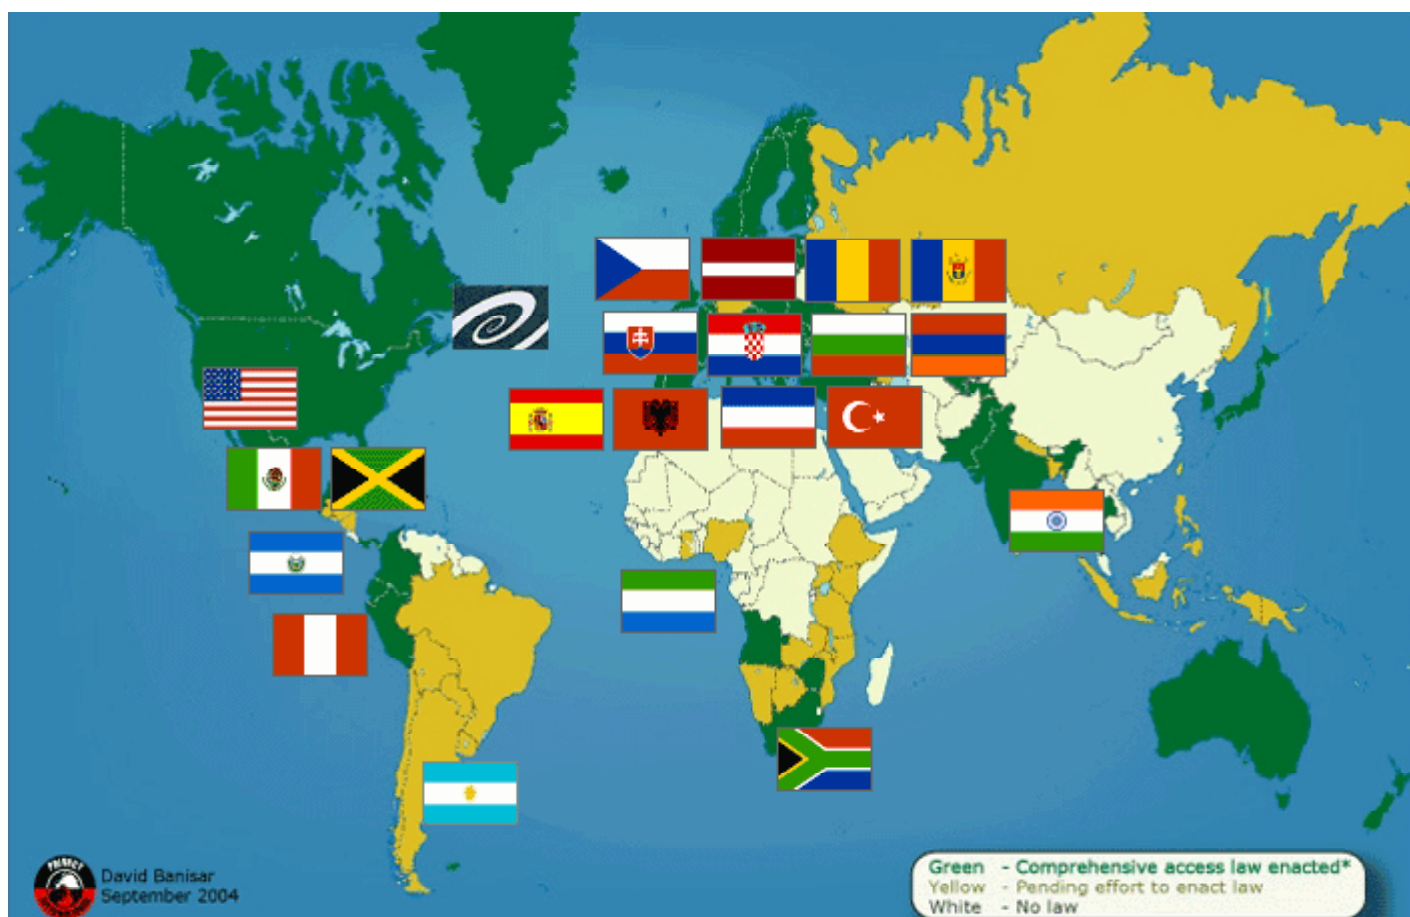 David Banisar
September 2004
Green - Comprehensive access law enacted*
Yellow - Pending effort to enact law
White - No law